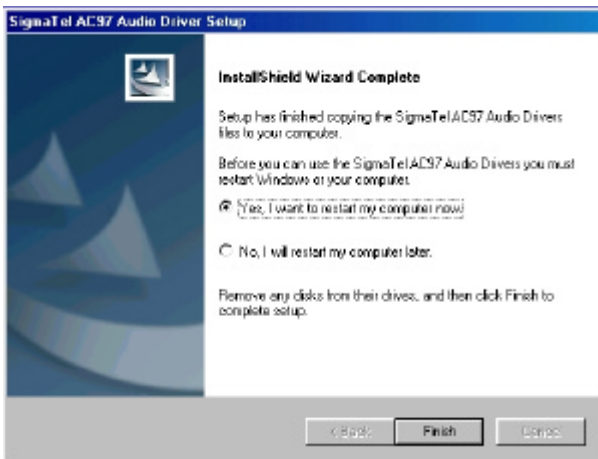 SigmaTel AC97 Audio Driver Setup
InstallShield Wizard Complete
Setup has finished copying the SigmaTel AC97 Audio Drivers
files to your computer.
Before you can use the SigmaTel AC97 Audio Drivers you must
restart Windows or your computer.
Yes, I want to restart my computer now!
No, I will restart my computer later.
Remove any disks from their drives, and then click Finish to
complete setup.
< Back
Finish
Cancel